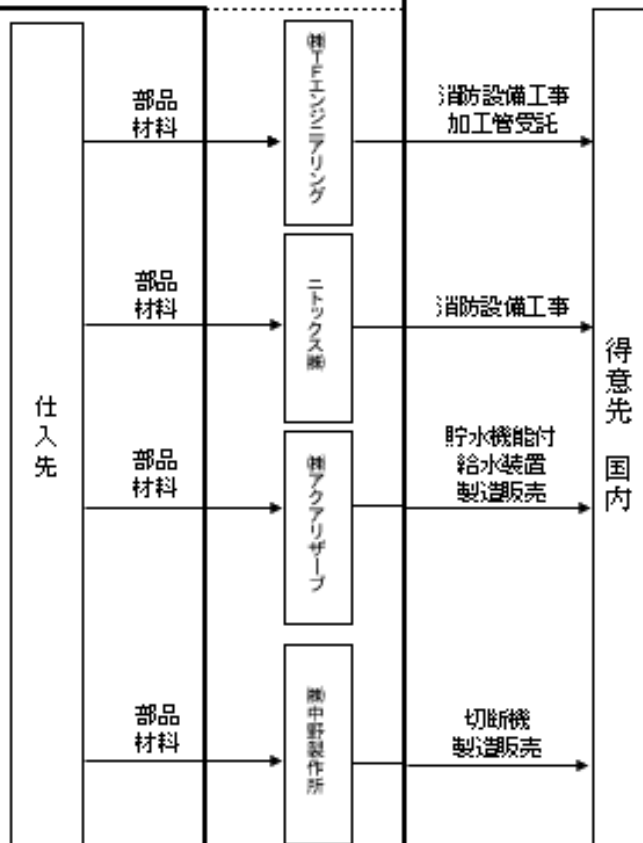 仕入先
部品
材料
㈱TFエンジニアリング
消防設備工事
加工管受託
部品
材料
ニトックス㈱
消防設備工事
部品
材料
㈱アクアリザーブ
貯水機能付
給水装置
製造販売
部品
材料
㈱中野製作所
切断機
製造販売
得意先 国内